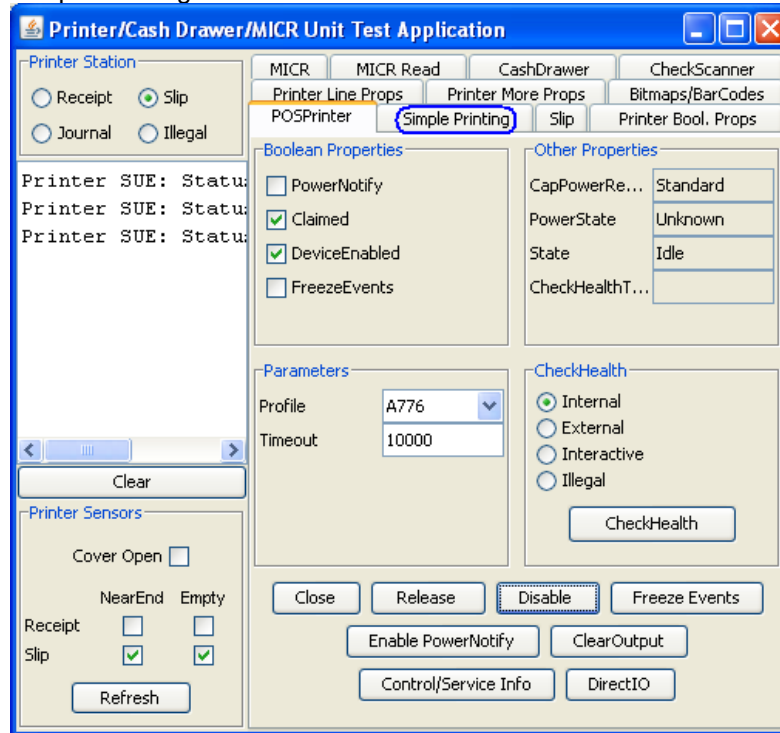 Printer/Cash Drawer/MICR Unit Test Application
Printer Station
Receipt Slip
Journal Illegal
Printer SUE: Statu
Printer SUE: Statu
Printer SUE: Statu
Clear
Printer Sensors
Cover Open
NearEnd Empty
Receipt
Slip
Refresh
MICR MICR Read CashDrawer CheckScanner
Printer Line Props Printer More Props Bitmaps/BarCodes
POSPrinter Simple Printing Slip Printer Bool. Props
Boolean Properties
PowerNotify
Claimed
DeviceEnabled
FreezeEvents
Other Properties
CapPowerRe... Standard
PowerState Unknown
State Idle
CheckHealthT...
Parameters
Profile A776
Timeout 10000
CheckHealth
Internal
External
Interactive
Illegal
CheckHealth
Close Release Disable Freeze Events
Enable PowerNotify ClearOutput
Control/Service Info DirectIO